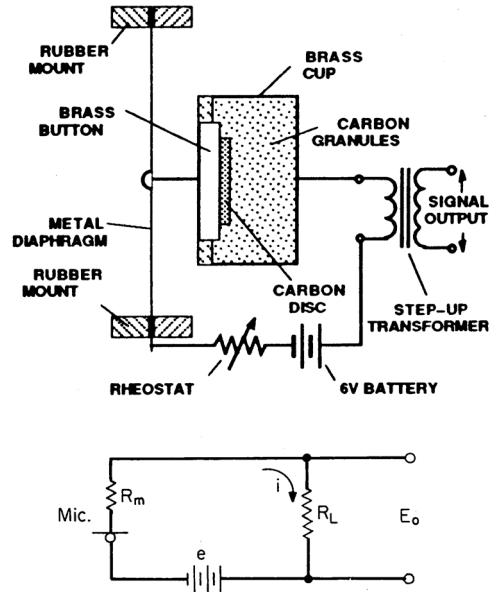 RUBBER
MOUNT
BRASS
CUP
BRASS
BUTTON
CARBON
GRANULES
SIGNAL
OUTPUT
METAL
DIAPHRAGM
RUBBER
MOUNT
CARBON
DISC
STEP-UP
TRANSFORMER
RHEOSTAT
6V BATTERY
i
Rm
RL
Eo
Mic.
e